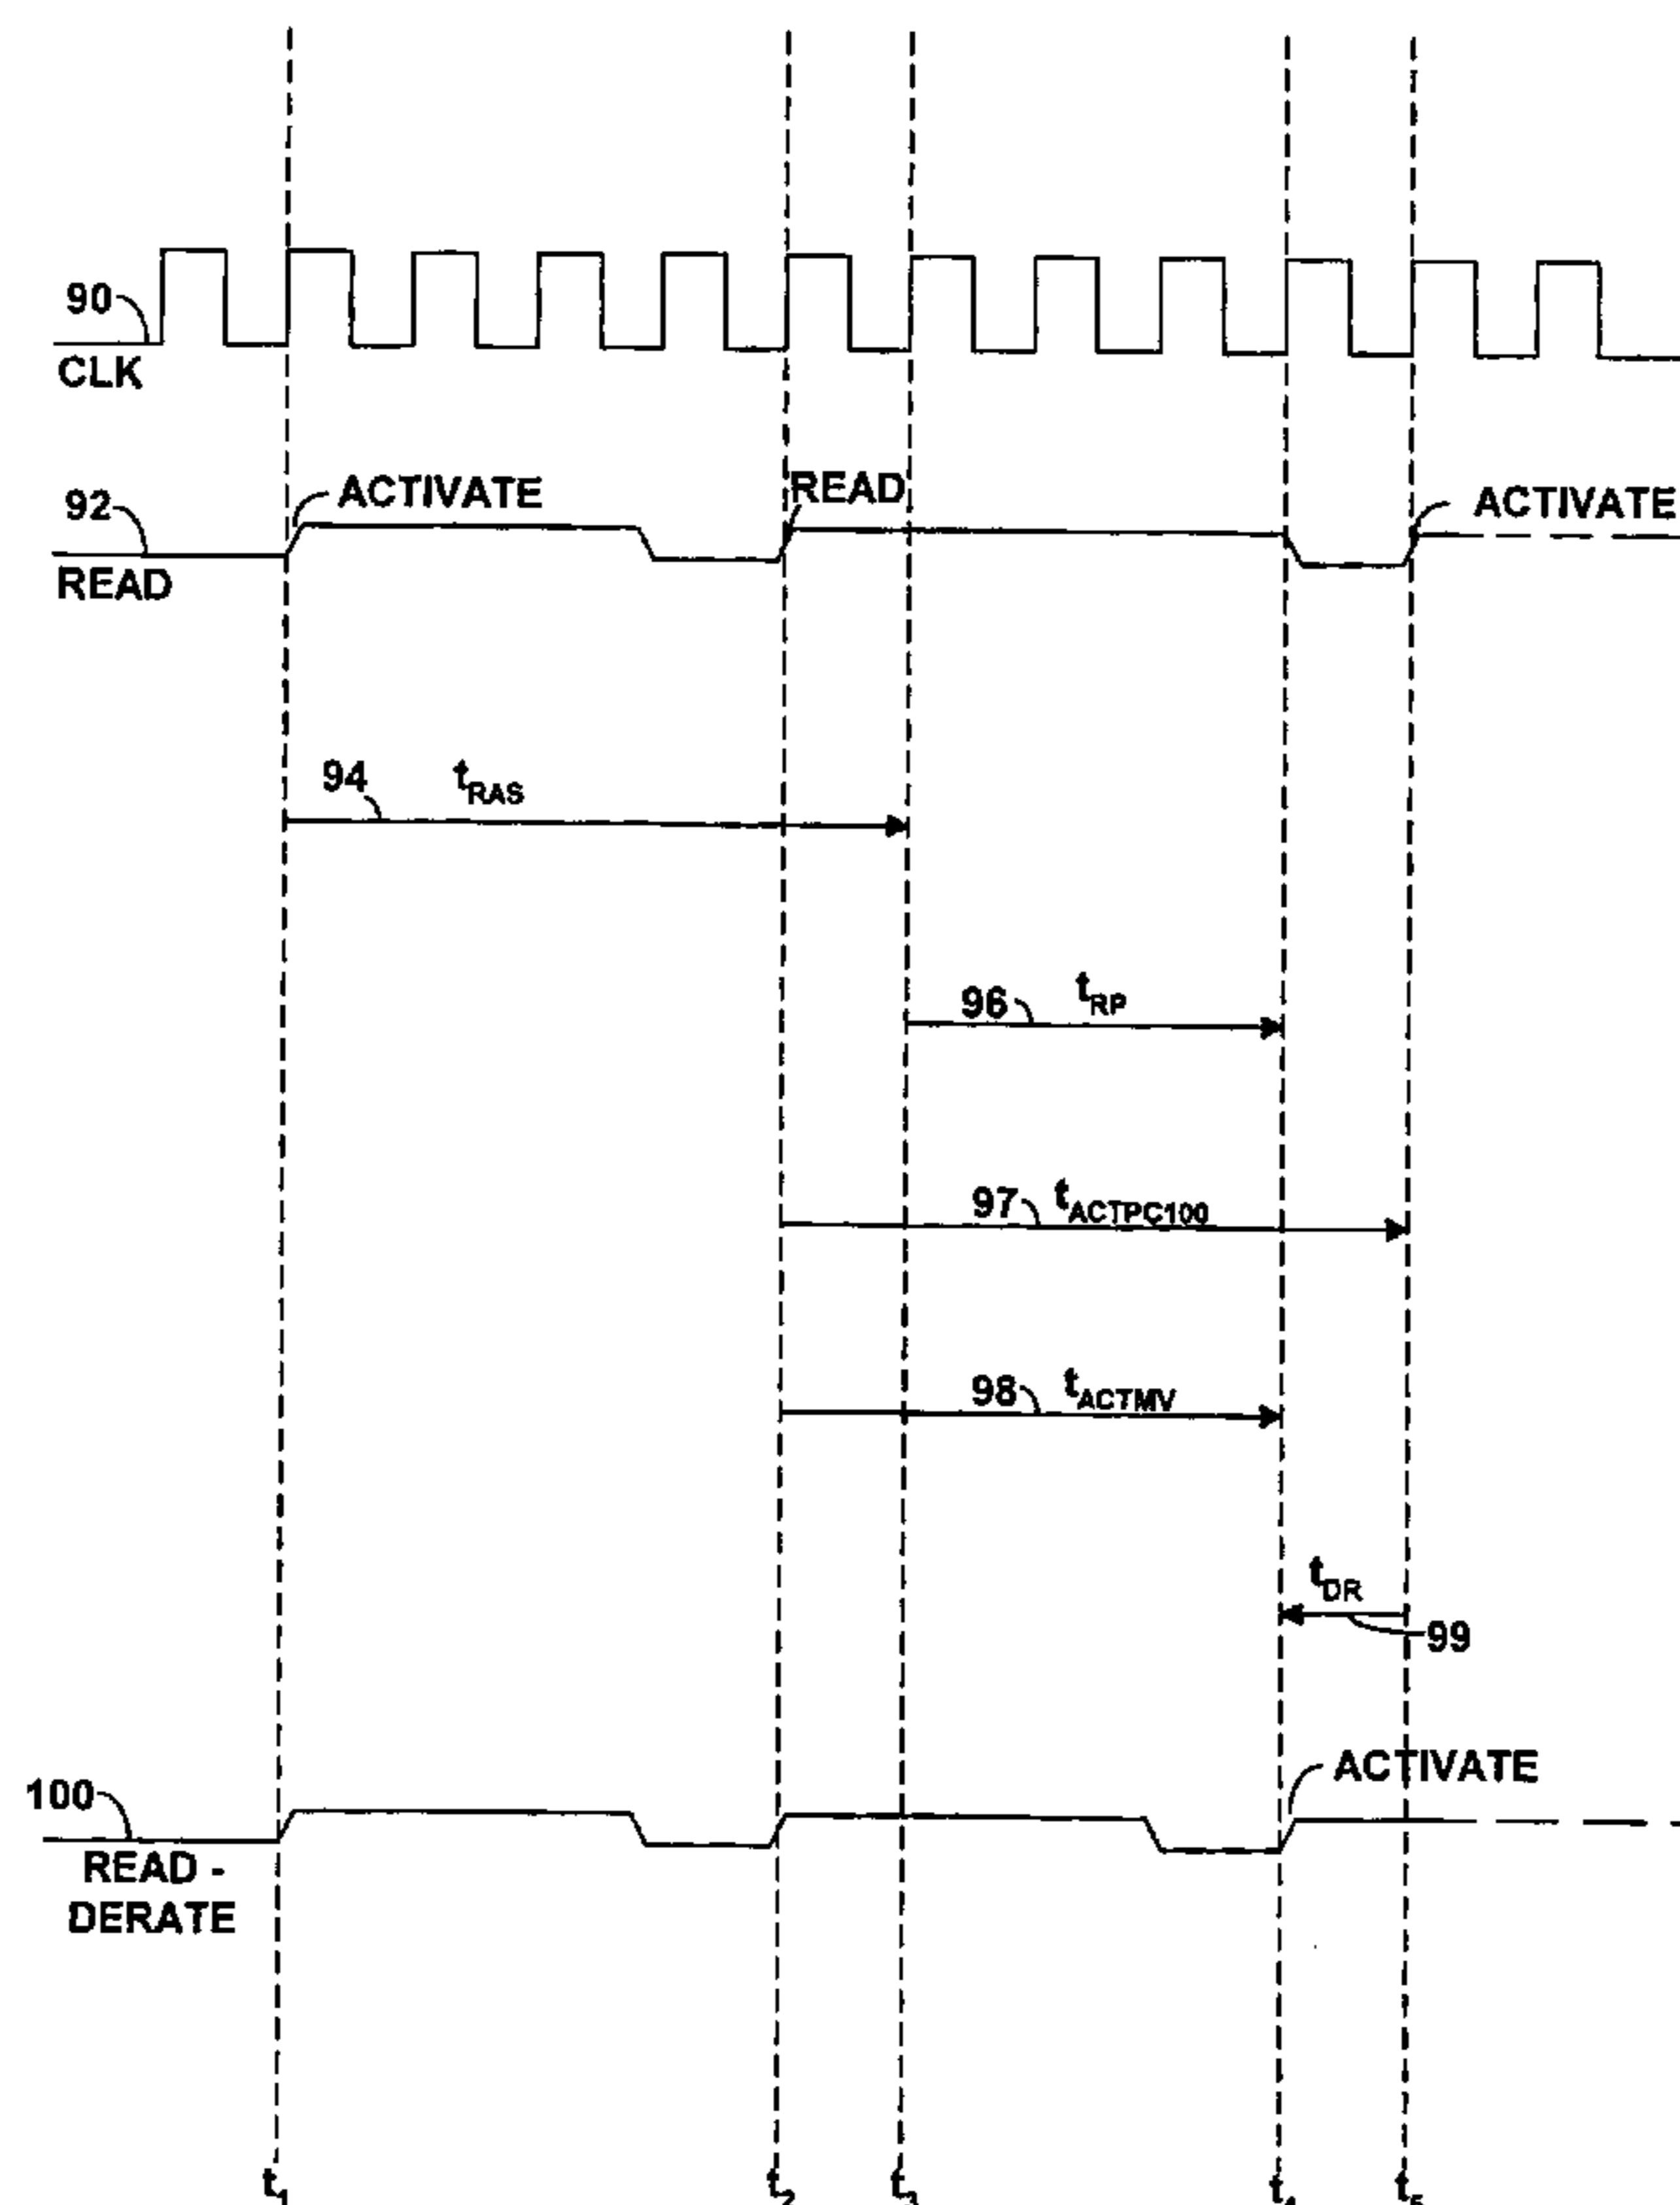 90
CLK
92
ACTIVATE
READ
ACTIVATE
READ
94
tRAS
96
tRP
97
tACTPC100
98
tACTMV
tDR
99
100
ACTIVATE
READ -
DERATE
t1 t2 t3 t4 t5